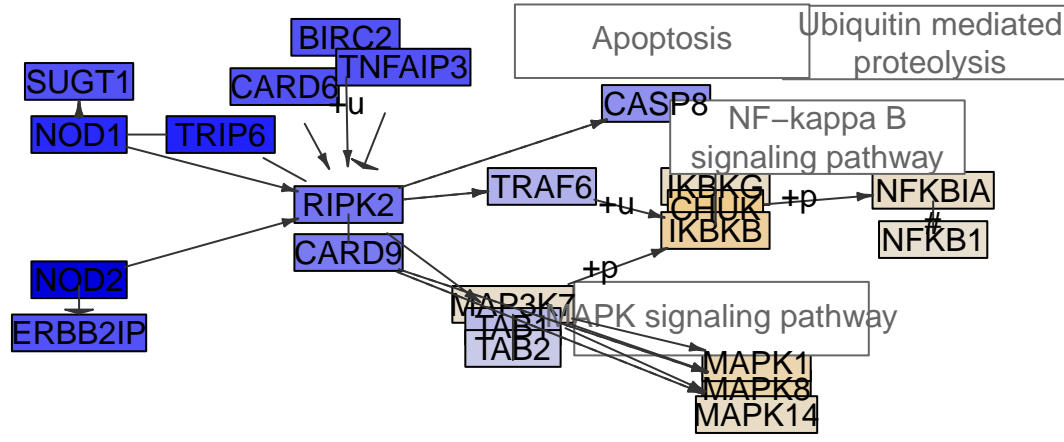 BIRC2
Apoptosis
Ubiquitin mediated
proteolysis
TNFAIP3
SUGT1
CARD6
+u
CASP8
NOD1
TRIP6
NF−kappa B
signaling pathway
IKBKG
TRAF6
NFKBIA
RIPK2
+u
CHUK
+p
IKBKB
#
NFKB1
CARD9
+p
NOD2
MAP3K7
MAPK signaling pathway
TAB1
ERBB2IP
TAB2
MAPK1
MAPK8
MAPK14